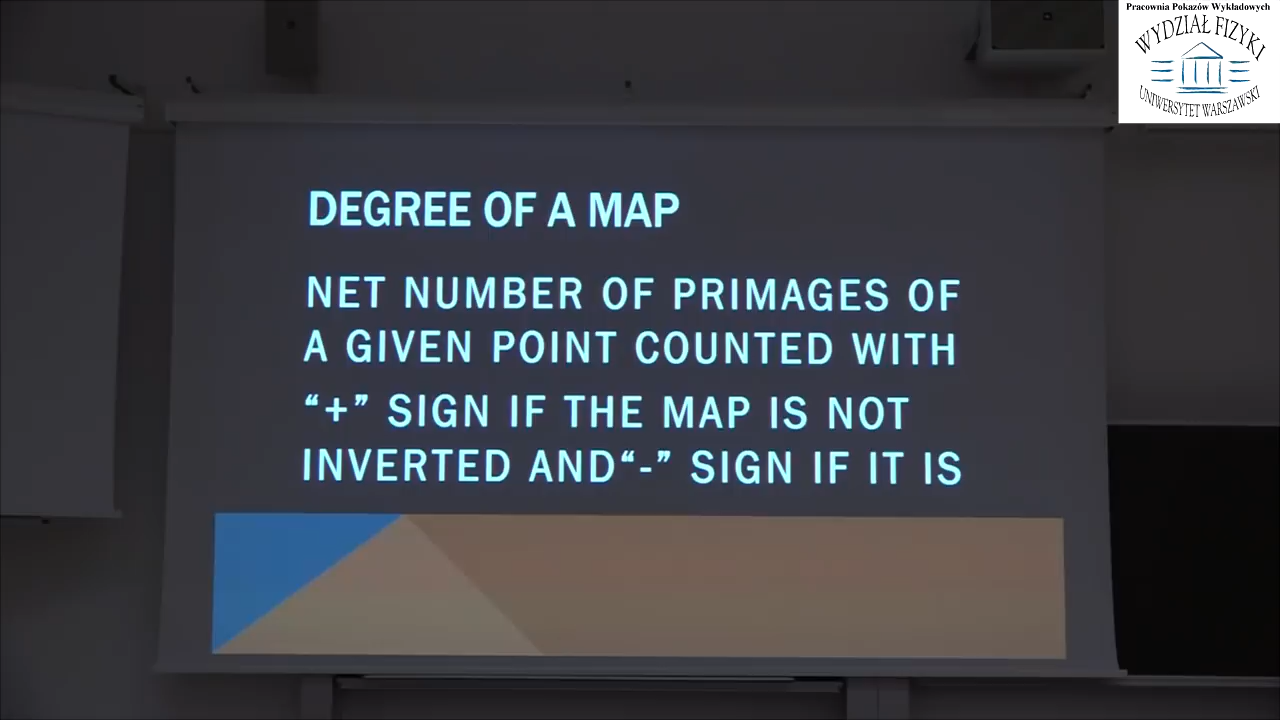 Pracownia Pokazów Wykładowych
WYDZIAŁ FIZYKI
UNIWERSYTET WARSZAWSKI
DEGREE OF A MAP
NET NUMBER OF PRIMAGES OF
A GIVEN POINT COUNTED WITH
“+” SIGN IF THE MAP IS NOT
INVERTED AND“-” SIGN IF IT IS